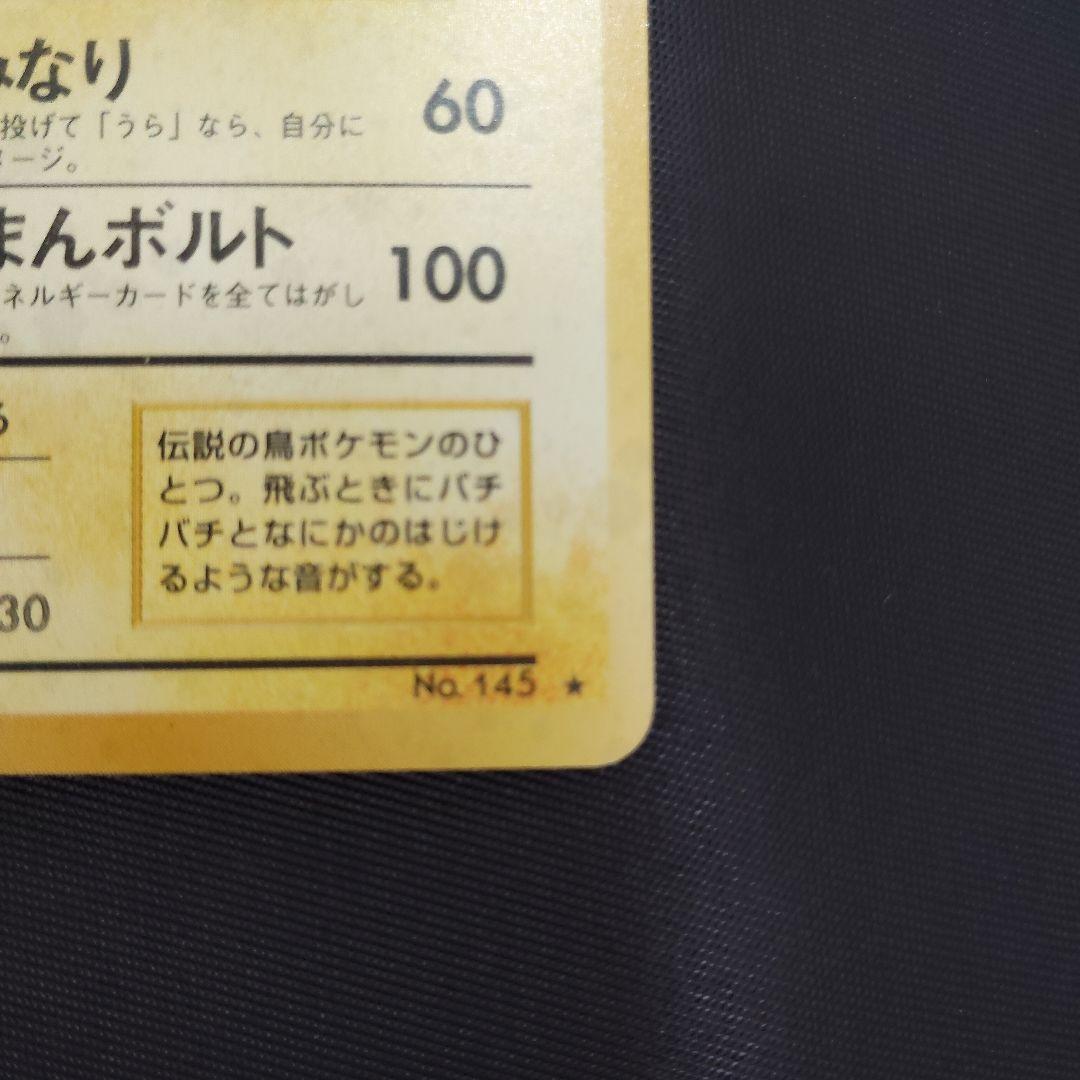 なり 60
投げて「うら」なら、自分に
ージ。
まんボルト 100
ネルギーカードを全てはがし
。
伝説の鳥ポケモンのひ
とつ。飛ぶときにバチ
バチとなにかのはじけ
るような音がする。
30
No. 145 ★